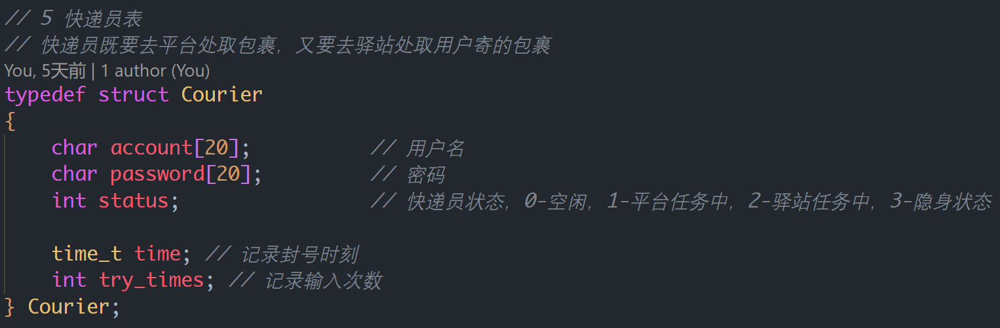 // 5 快递员表
// 快递员既要去平台处取包裹，又要去驿站处取用户寄的包裹
You, 5天前 | 1 author (You)
typedef struct Courier
{
    char account[20];          // 用户名
    char password[20];         // 密码
    int status;                // 快递员状态，0-空闲，1-平台任务中，2-驿站任务中，3-隐身状态
    time_t time; // 记录封号时刻
    int try_times; // 记录输入次数
} Courier;